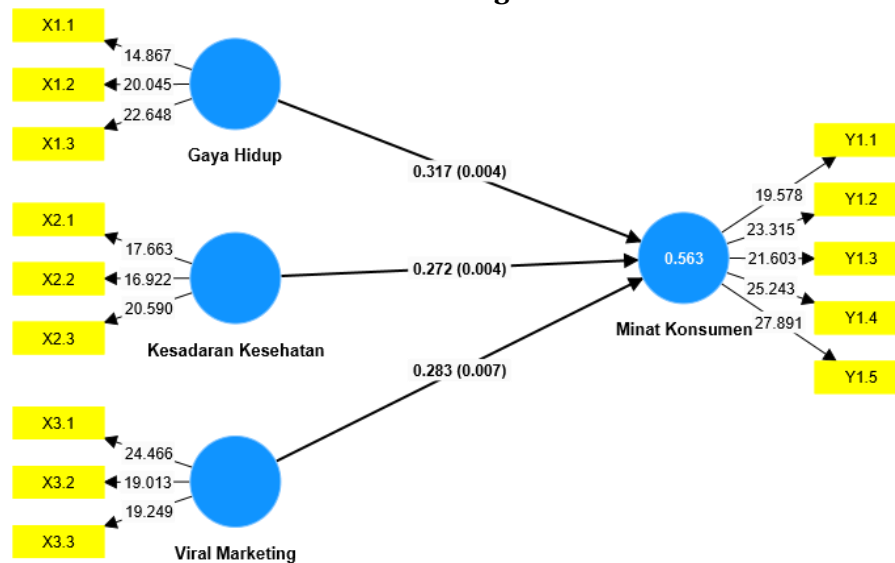 X1.1
14.867
X1.2
20.045
22.648
X1.3
Gaya Hidup
0.317 (0.004)
X2.1
17.663
X2.2
16.922
20.590
X2.3
Kesadaran Kesehatan
0.272 (0.004)
X3.1
24.466
X3.2
19.013
19.249
X3.3
Viral Marketing
0.283 (0.007)
0.563
Minat Konsumen
Y1.1
19.578
Y1.2
23.315
21.603
Y1.3
25.243
Y1.4
27.891
Y1.5